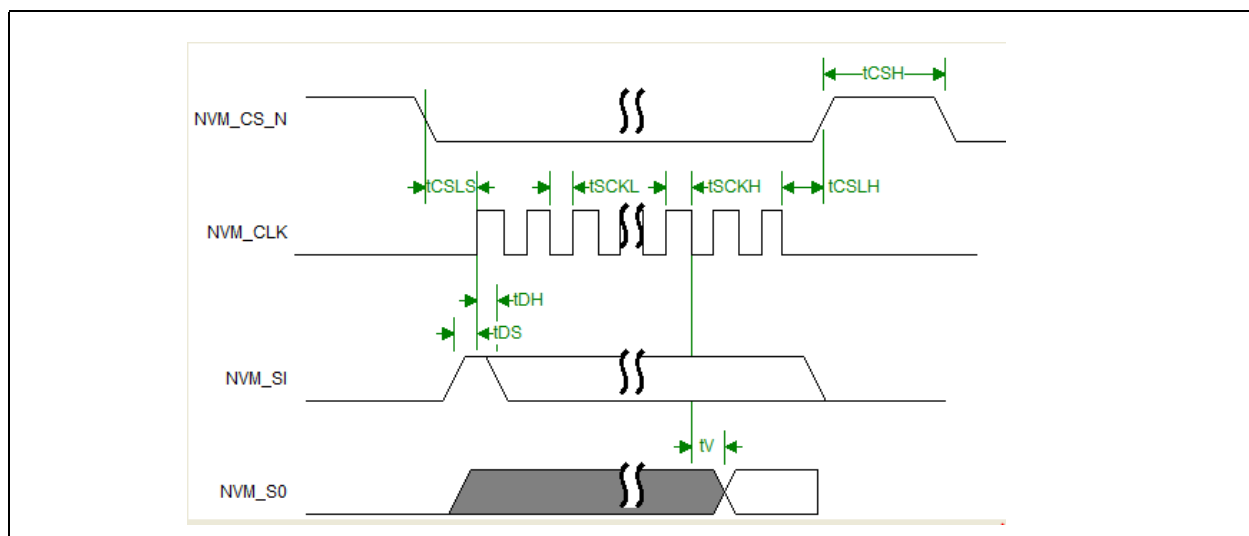 tCSH
NVM_CS_N
tCSLS
tSCKL
tSCKH
tCSLH
NVM_CLK
tDH
tDS
NVM_SI
tV
NVM_S0